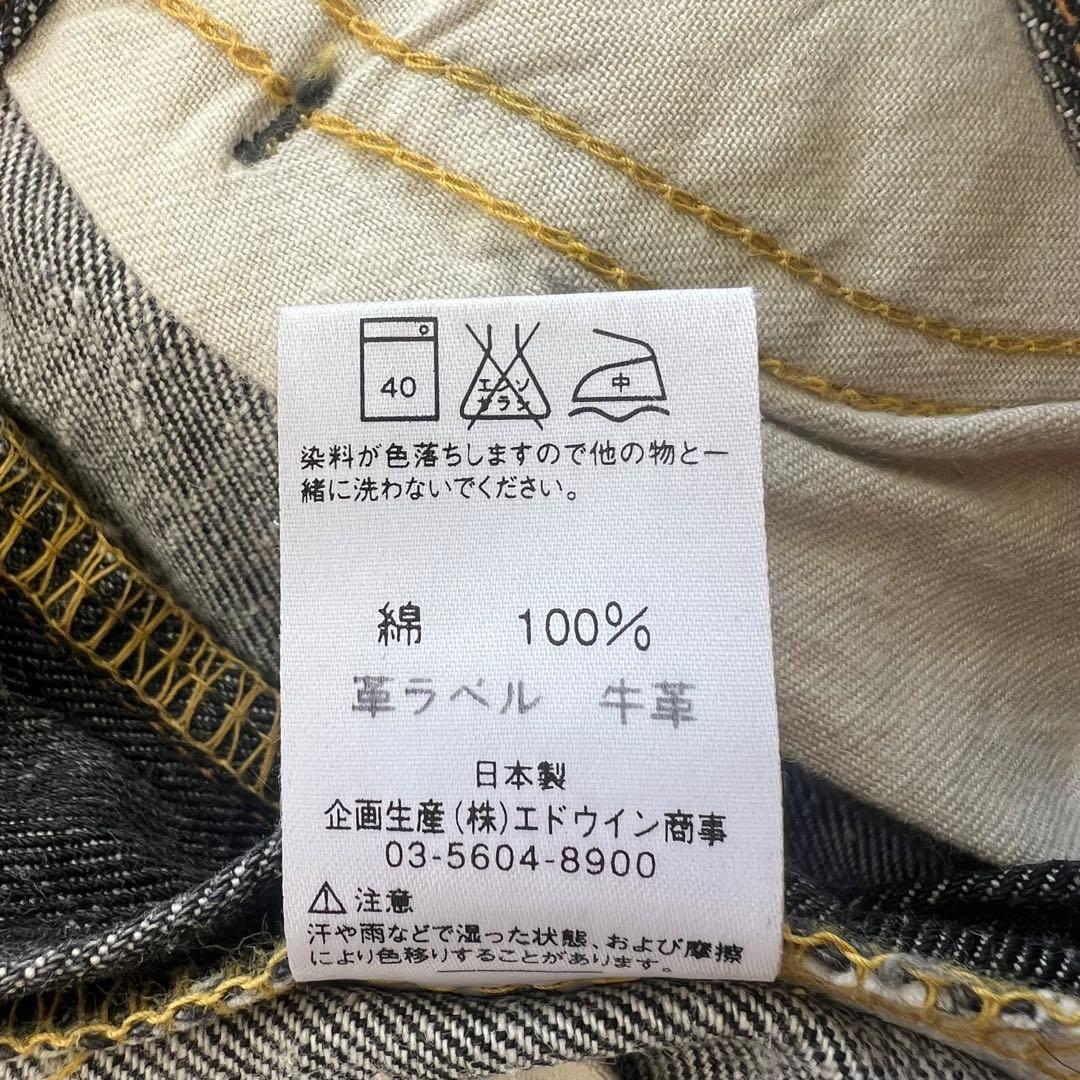 40
エンソ
サラシ
中
染料が色落ちしますので他の物と一
緒に洗わないでください。
綿 100%
革ラベル 牛革
日本製
企画生産(株)エドウイン商事
03-5604-8900
注意
汗や雨などで湿った状態、および摩擦
により色移りすることがあります。